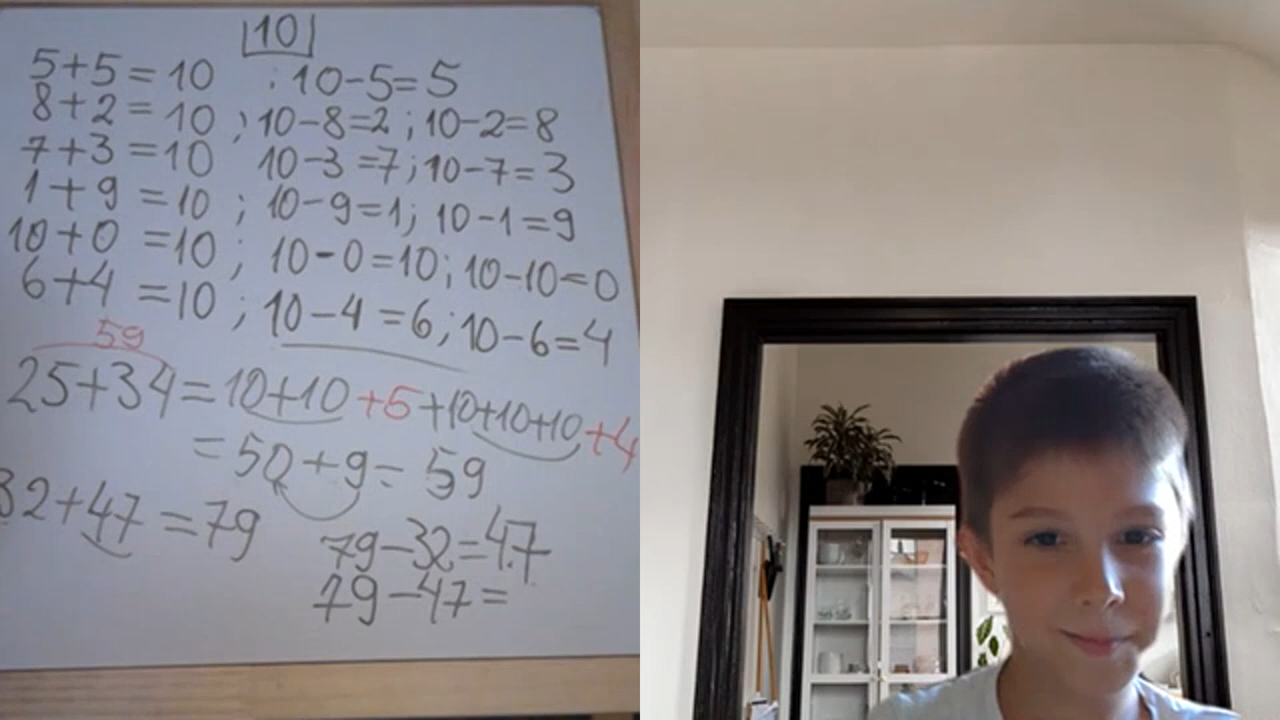 10
5+5=10 ; 10-5=5
8+2=10 ; 10-8=2 ; 10-2=8
7+3=10 10-3=7 ; 10-7=3
1+9=10 ; 10-9=1 ; 10-1=9
10+0=10 ; 10-0=10 ; 10-10=0
6+4=10 ; 10-4=6 ; 10-6=4
59
25+34=10+10+5+10+10+10+4
=50+9=59
32+47=79
79-32=47
79-47=